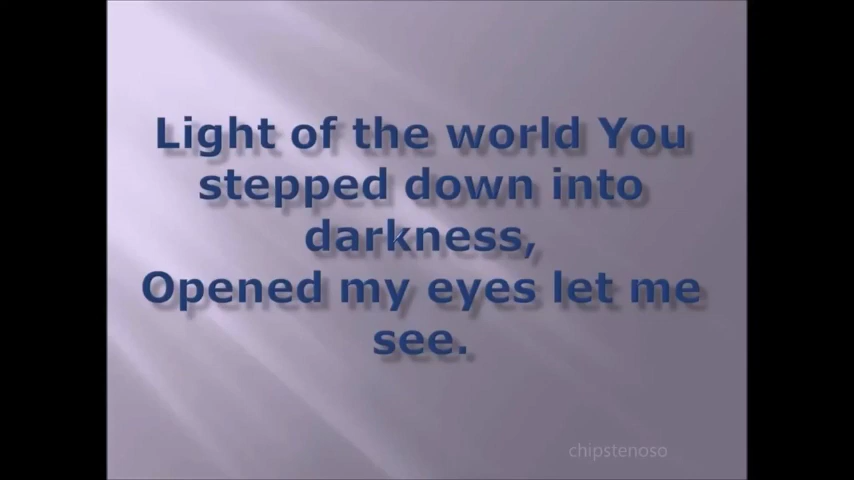 Light of the world You
stepped down into
darkness,
Opened my eyes let me
see.
chipstenoso